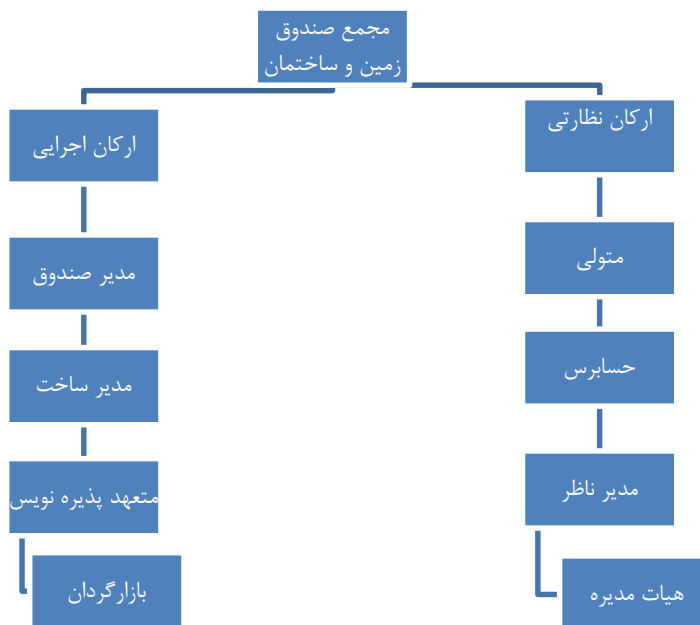 مجمع صندوق
زمین و ساختمان
ارکان نظارتی
متولی
حسابرس
مدیر ناظر
هیات مدیره
ارکان اجرایی
مدیر صندوق
مدیر ساخت
متعهد پذیره نویس
بازارگردان